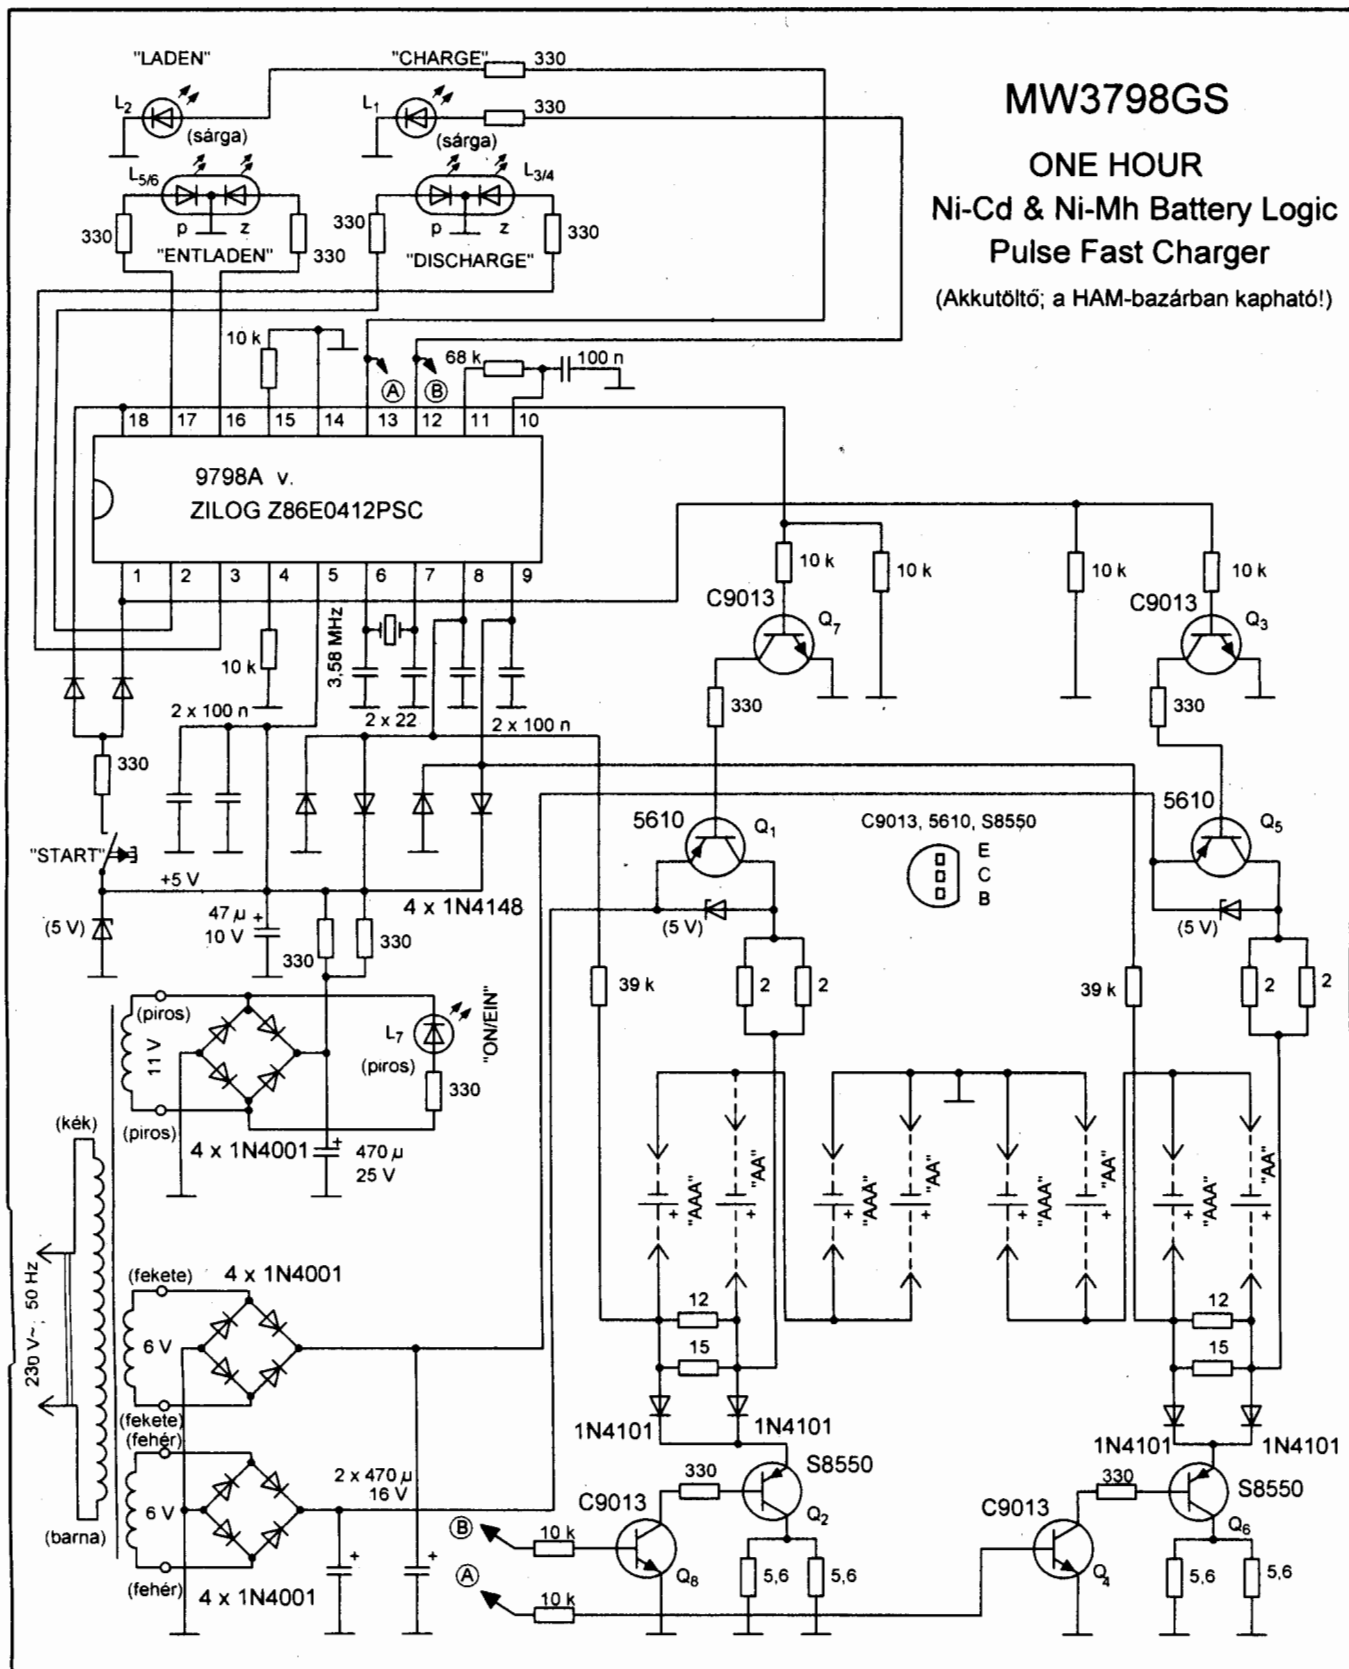 "LADEN"
"CHARGE"
330
L2
(sárga)
L1
(sárga)
330
MW3798GS
ONE HOUR
Ni-Cd & Ni-Mh Battery Logic
Pulse Fast Charger
(Akkutöltő; a HAM-bazárban kapható!)
L5/6
L3/4
330
p
z
330
"ENTLADEN"
330
p
z
330
"DISCHARGE"
10 k
68 k
100 n
A
B
18
17
16
15
14
13
12
11
10
9798A v.
ZILOG Z86E0412PSC
1
2
3
4
5
6
7
8
9
10 k
10 k
10 k
10 k
C9013
Q7
C9013
Q3
3,58 MHz
10 k
330
330
2 x 100 n
2 x 22
2 x 100 n
330
5610
Q1
C9013, 5610, S8550
E
C
B
5610
Q5
"START"
+5 V
(5 V)
47 µ
10 V
330
330
4 x 1N4148
(5 V)
(5 V)
39 k
2
2
39 k
2
2
(piros)
11 V
L7
(piros)
"ON/EIN"
330
(piros)
4 x 1N4001
470 µ
25 V
(kék)
230 V~, 50 Hz
(barna)
+
"AAA"
+
"AA"
+
"AAA"
+
"AA"
+
"AAA"
+
"AA"
+
"AAA"
+
"AA"
(fekete)
4 x 1N4001
6 V
(fekete)
(fehér)
6 V
(fehér)
4 x 1N4001
2 x 470 µ
16 V
+
+
12
15
1N4101
1N4101
12
15
1N4101
1N4101
330
S8550
Q2
C9013
Q8
B
10 k
A
10 k
5,6
5,6
330
S8550
Q6
C9013
Q4
5,6
5,6